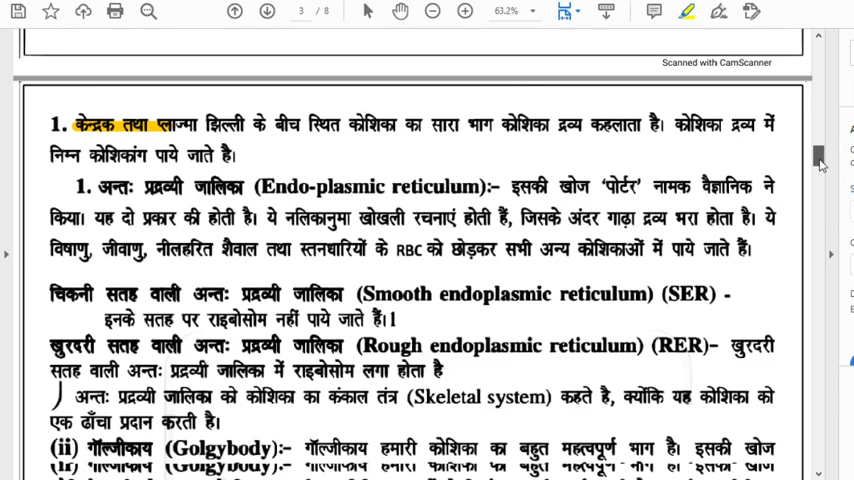 3 / 8
63.2%
Scanned with CamScanner
1. केन्द्रक तथा प्लाज्मा झिल्ली के बीच स्थित कोशिका का सारा भाग कोशिका द्रव्य कहलाता है। कोशिका द्रव्य में
निम्न कोशिकांग पाये जाते है।
1. अन्तः प्रद्रव्यी जालिका (Endo-plasmic reticulum):- इसकी खोज 'पोर्टर' नामक वैज्ञानिक ने
किया। यह दो प्रकार की होती है। ये नलिकानुमा खोखली रचनाएं होती हैं, जिसके अंदर गाढ़ा द्रव्य भरा होता है। ये
विषाणु, जीवाणु, नीलहरित शैवाल तथा स्तनधारियों के RBC को छोड़कर सभी अन्य कोशिकाओं में पाये जाते हैं।
चिकनी सतह वाली अन्तः प्रद्रव्यी जालिका (Smooth endoplasmic reticulum) (SER) -
इनके सतह पर राइबोसोम नहीं पाये जाते हैं।1
खुरदरी सतह वाली अन्तः प्रद्रव्यी जालिका (Rough endoplasmic reticulum) (RER)- खुरदरी
सतह वाली अन्तः प्रद्रव्यी जालिका में राइबोसोम लगा होता है
अन्तः प्रद्रव्यी जालिका को कोशिका का कंकाल तंत्र (Skeletal system) कहते है, क्योंकि यह कोशिका को
एक ढाँचा प्रदान करती है।
(ii) गॉल्जीकाय (Golgybody):- गॉल्जीकाय हमारी कोशिका का बहुत महत्वपूर्ण भाग है। इसकी खोज